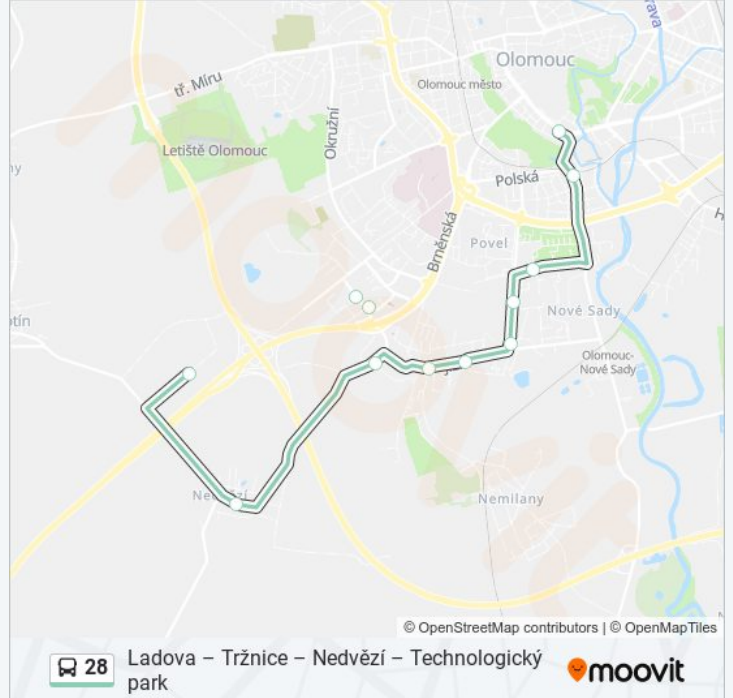 Olomouc
Olomouc město
tř. Míru
Okružní
Letiště Olomouc
Polská
Brněnská
Povel
Nové Sady
Olomouc-
Nové Sady
Nemilany
© OpenStreetMap contributors | © OpenMapTiles
28 Ladova – Tržnice – Nedvězí – Technologický
park
moovit